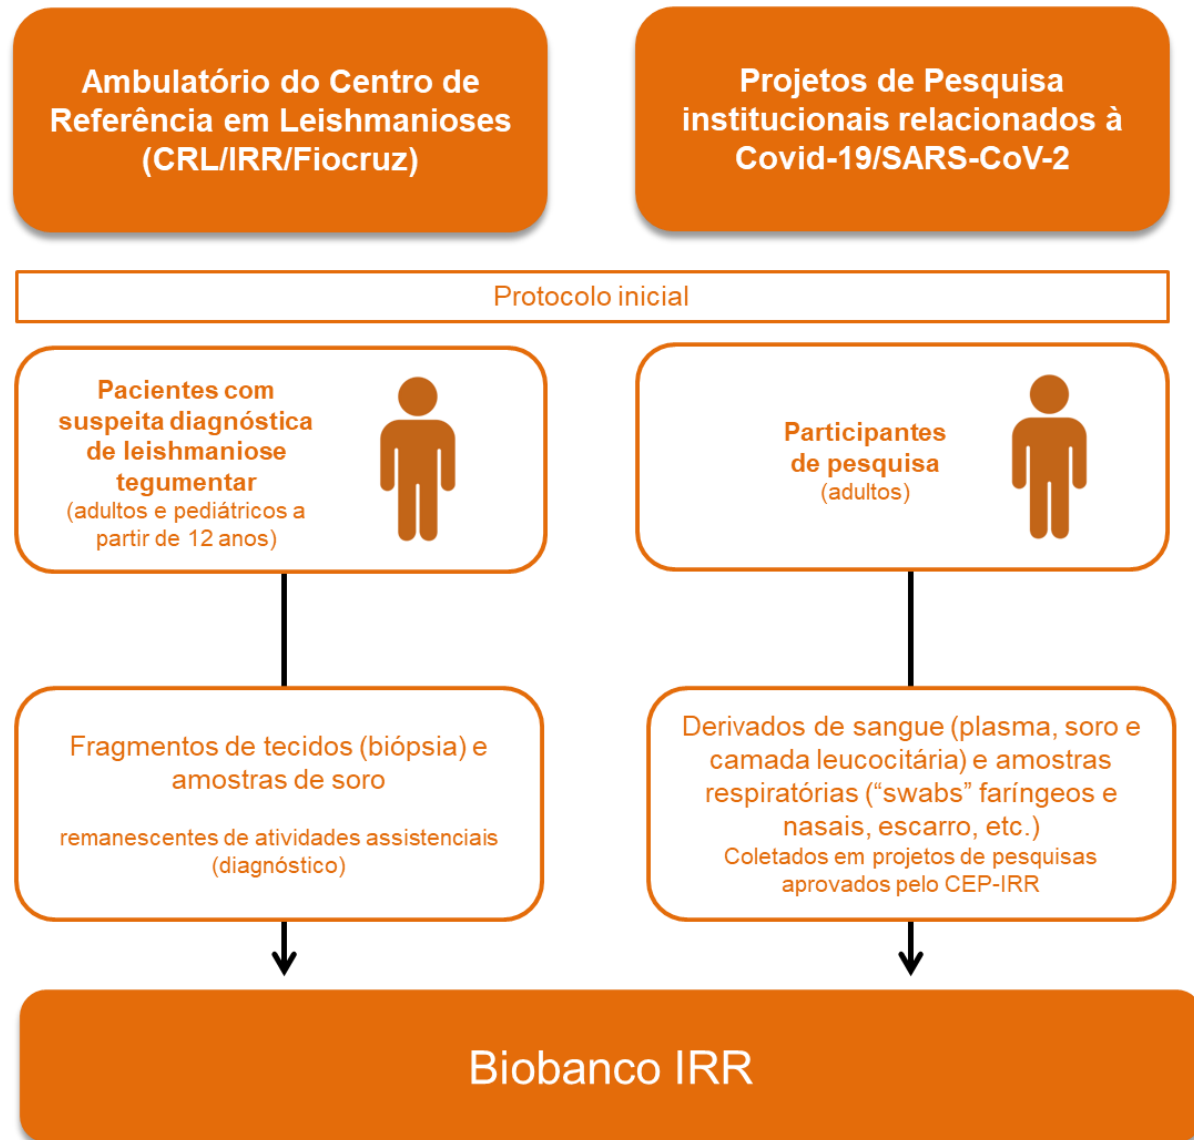 Ambulatório do Centro de
Referência em Leishmanioses
(CRL/IRR/Fiocruz)
Projetos de Pesquisa
institucionais relacionados à
Covid-19/SARS-CoV-2
Protocolo inicial
Pacientes com
suspeita diagnóstica
de leishmaniose
tegumentar
(adultos e pediátricos a
partir de 12 anos)
Participantes
de pesquisa
(adultos)
Fragmentos de tecidos (biópsia) e
amostras de soro
remanescentes de atividades assistenciais
(diagnóstico)
Derivados de sangue (plasma, soro e
camada leucocitária) e amostras
respiratórias (“swabs” faríngeos e
nasais, escarro, etc.)
Coletados em projetos de pesquisas
aprovados pelo CEP-IRR
Biobanco IRR